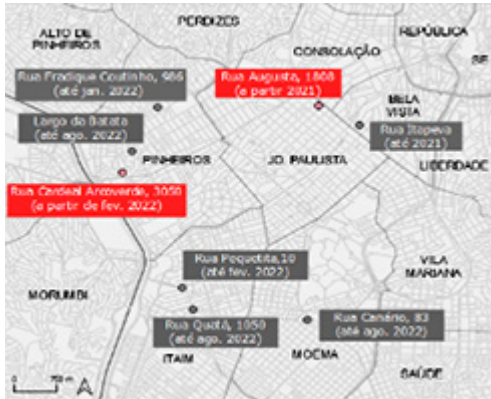 PERDIZES
ALTO DE
PINHEIROS
REPÚBLICA
CONSOLAÇÃO
SÉ
Rua Fradique Coutinho, 986
(até jan. 2022)
Rua Augusta, 1808
(a partir 2021)
BELA
VISTA
Largo da Batata
(até ago. 2022)
Rua Itapeva
(até 2021)
PINHEIROS
JD. PAULISTA
LIBERDADE
Rua Cardeal Arcoverde, 3050
(a partir de fev. 2022)
Rua Pequetita,10
(até fev. 2022)
VILA
MARIANA
MORUMBI
Rua Quatá, 1050
(até ago. 2022)
Rua Canário, 83
(até ago. 2022)
ITAIM
MOEMA
SAÚDE
0